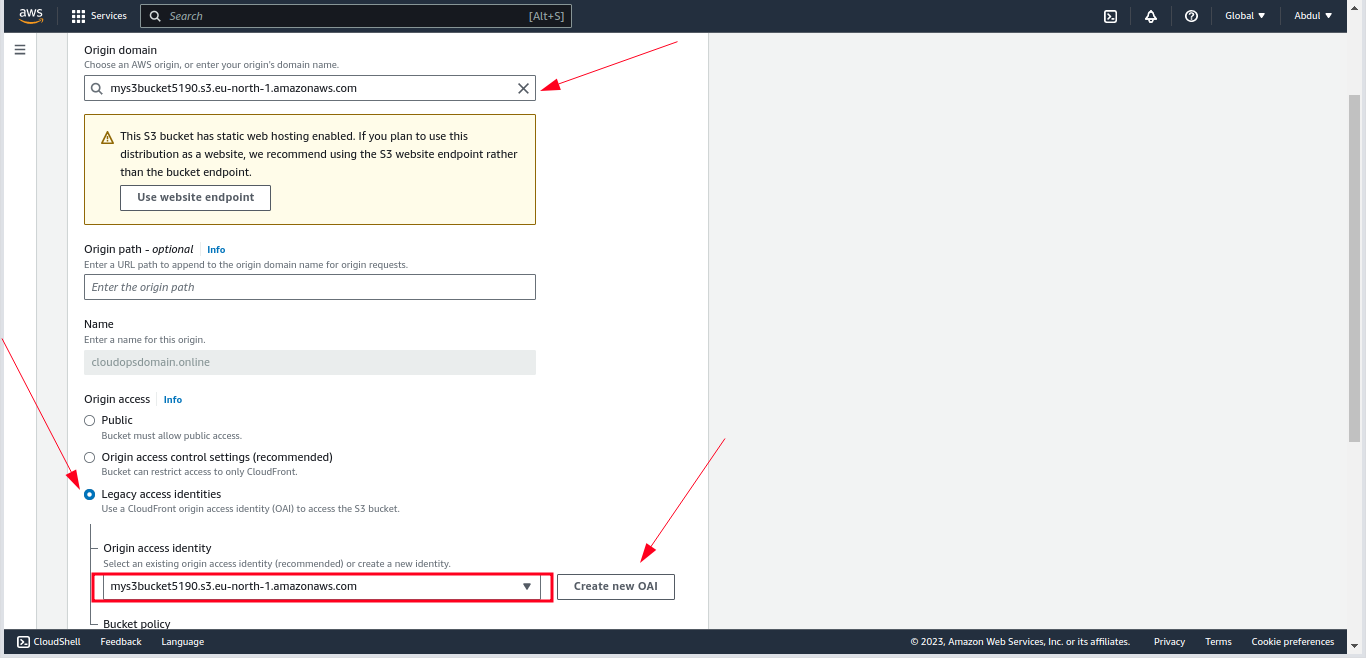 aws
Services
Search
[Alt+S]
Global
Abdul
Origin domain
Choose an AWS origin, or enter your origin's domain name.
mys3bucket5190.s3.eu-north-1.amazonaws.com
This S3 bucket has static web hosting enabled. If you plan to use this
distribution as a website, we recommend using the S3 website endpoint rather
than the bucket endpoint.
Use website endpoint
Origin path - optional Info
Enter a URL path to append to the origin domain name for origin requests.
Enter the origin path
Name
Enter a name for this origin.
cloudopsdomain.online
Origin access Info
Public
Bucket must allow public access.
Origin access control settings (recommended)
Bucket can restrict access to only CloudFront.
Legacy access identities
Use a CloudFront origin access identity (OAI) to access the S3 bucket.
Origin access identity
Select an existing origin access identity (recommended) or create a new identity.
mys3bucket5190.s3.eu-north-1.amazonaws.com
Create new OAI
Bucket policy
CloudShell
Feedback
Language
© 2023, Amazon Web Services, Inc. or its affiliates.
Privacy
Terms
Cookie preferences